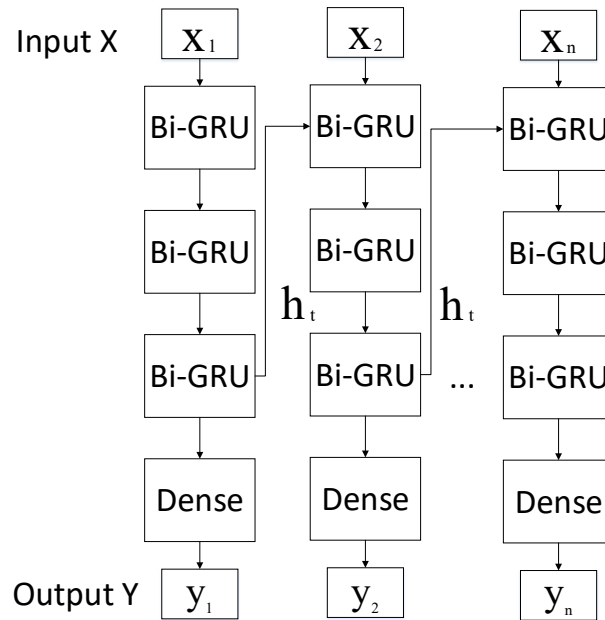 Input X x₁ x₂ xₙ
Bi-GRU Bi-GRU Bi-GRU
Bi-GRU Bi-GRU Bi-GRU
hₜ hₜ
Bi-GRU Bi-GRU ... Bi-GRU
Dense Dense Dense
Output Y y₁ y₂ yₙ